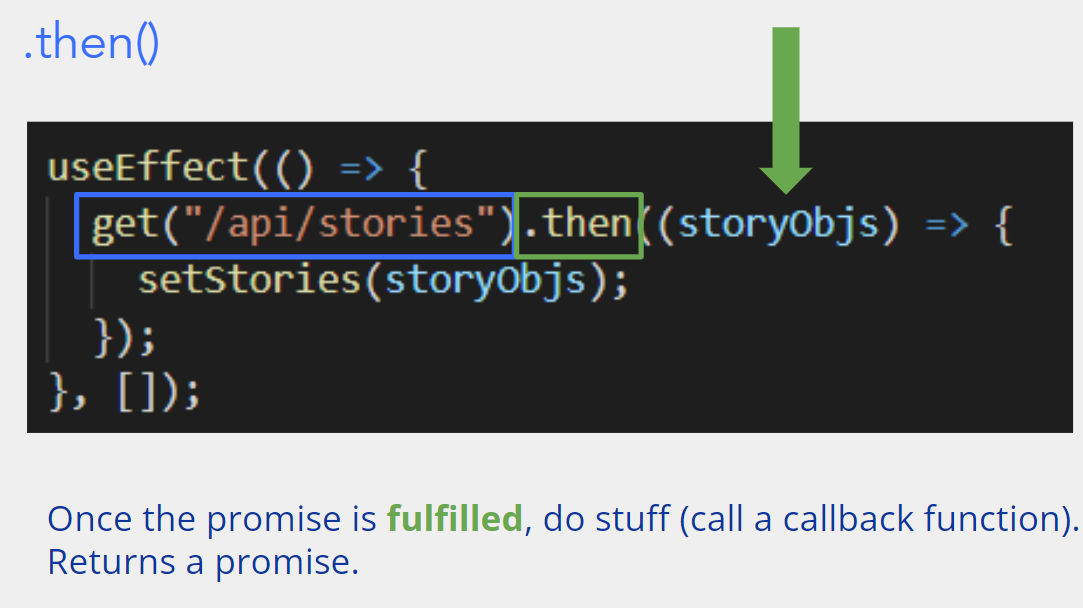 .then()
useEffect(() => {
get("/api/stories").then((storyObjs) => {
setStories(storyObjs);
});
}, []);
Once the promise is fulfilled, do stuff (call a callback function).
Returns a promise.